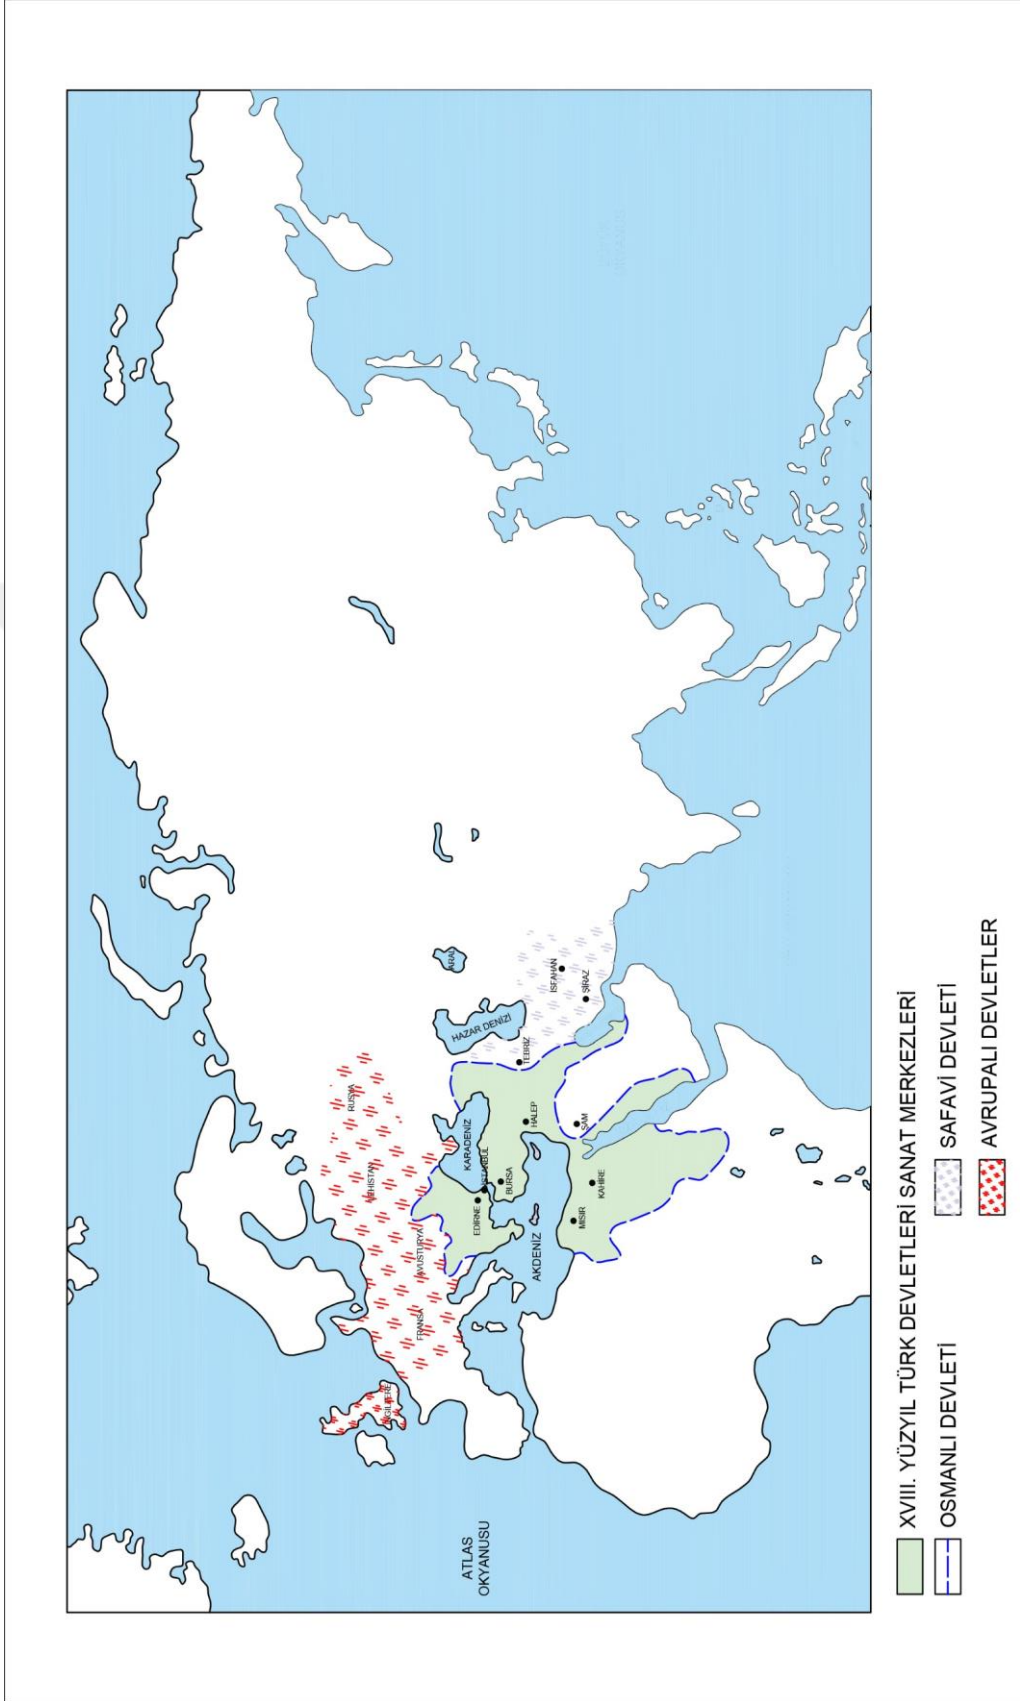 RUSYA
LEHİSTAN
AVUSTURYA
FRANSA
İNGİLTERE
ATLAS
OKYANUSU
ARAL
HAZAR DENİZİ
KARADENİZ
AKDENİZ
EDİRNE
İSTANBUL
BURSA
HALEP
TEBRİZ
İSFAHAN
ŞİRAZ
ŞAM
KAHİRE
MISIR
XVIII. YÜZYIL TÜRK DEVLETLERİ SANAT MERKEZLERİ
OSMANLI DEVLETİ
SAFAVİ DEVLETİ
AVRUPALI DEVLETLER